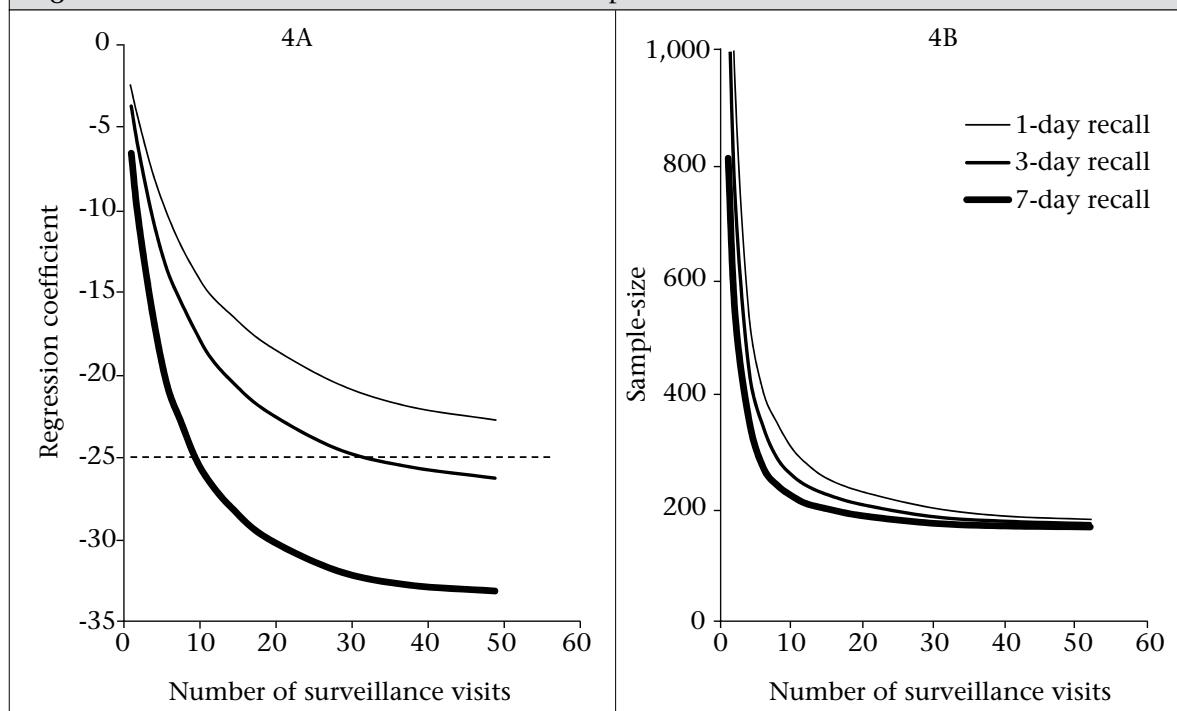 4A
0
-5
-10
-15
-20
-25
-30
-35
Regression coefficient
0 10 20 30 40 50 60
Number of surveillance visits
4B
1,000
800
600
400
200
0
Sample-size
1-day recall
3-day recall
7-day recall
0 10 20 30 40 50 60
Number of surveillance visits